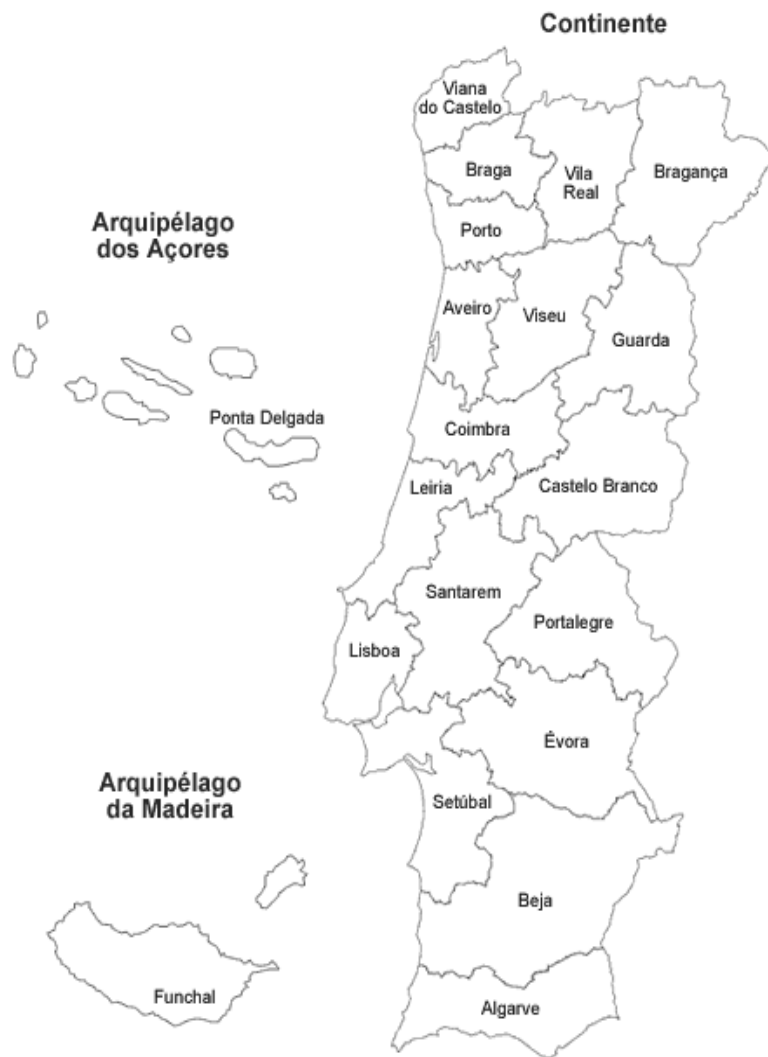 Continente
Viana
do Castelo
Braga
Vila
Real
Bragança
Porto
Arquipélago
dos Açores
Aveiro
Viseu
Guarda
Ponta Delgada
Coimbra
Leiria
Castelo Branco
Santarem
Portalegre
Lisboa
Évora
Arquipélago
da Madeira
Setúbal
Beja
Funchal
Algarve